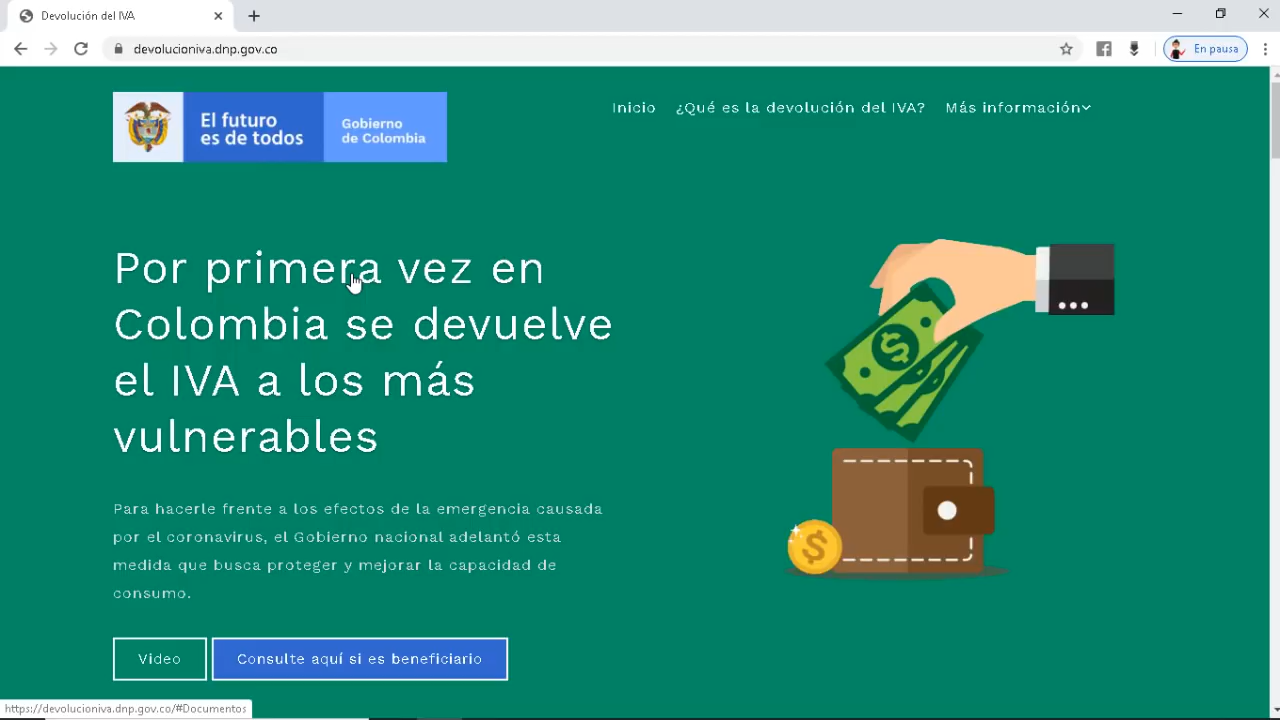 Devolución del IVA
devolucioniva.dnp.gov.co
En pausa
El futuro
es de todos
Gobierno
de Colombia
Inicio
¿Qué es la devolución del IVA?
Más información
Por primera vez en
Colombia se devuelve
el IVA a los más
vulnerables
Para hacerle frente a los efectos de la emergencia causada
por el coronavirus, el Gobierno nacional adelantó esta
medida que busca proteger y mejorar la capacidad de
consumo.
Video
Consulte aquí si es beneficiario
https://devolucioniva.dnp.gov.co/#Documentos